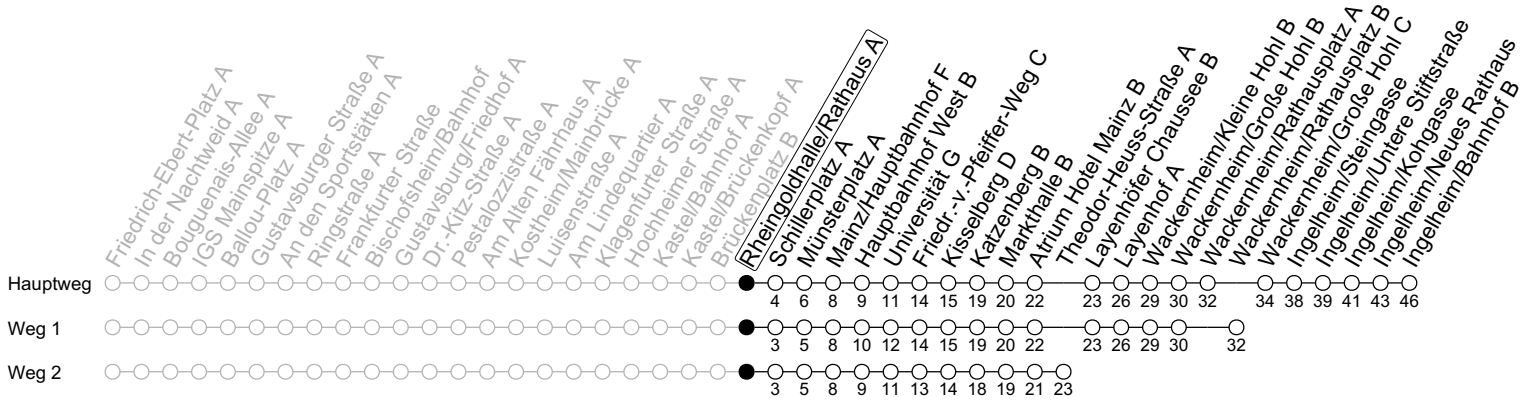 Friedrich-Ebert-Platz A
In der Nachtweid A
Bouguenais-Allee A
IGS Mainspitze A
Ballou-Platz A
Gustavsburger Straße A
An den Sportstätten A
Ringstraße A
Frankfurter Straße
Bischofsheim/Bahnhof
Gustavsburg/Friedhof A
Dr.-Kitz-Straße A
Pestalozzistraße A
Am Alten Fährhaus A
Kostheim/Mainbrücke A
Luisenstraße A
Am Lindequartier A
Klagenfurter Straße A
Hochheimer Straße A
Kastel/Bahnhof A
Kastel/Brückenkopf A
Brückenplatz B
Rheingoldhalle/Rathaus A
Schillerplatz A
Münsterplatz A
Mainz/Hauptbahnhof F
Hauptbahnhof West B
Universität G
Friedr.-v.-Pfeiffer-Weg C
Kisselberg D
Katzenberg B
Markthalle B
Atrium Hotel Mainz B
Theodor-Heuss-Straße A
Layenhöfer Chaussee B
Layenhof A
Wackernheim/Kleine Hohl B
Wackernheim/Große Hohl B
Wackernheim/Rathausplatz A
Wackernheim/Rathausplatz B
Wackernheim/Große Hohl C
Ingelheim/Steingasse
Ingelheim/Untere Stiftstraße
Ingelheim/Kohgasse
Ingelheim/Neues Rathaus
Ingelheim/Bahnhof B
Hauptweg
4 6 8 9 11 14 15 19 20 22 23 26 29 30 32 34 38 39 41 43 46
Weg 1
3 5 8 10 12 14 15 19 20 22 23 26 29 30 32
Weg 2
3 5 8 9 11 13 14 18 19 21 23